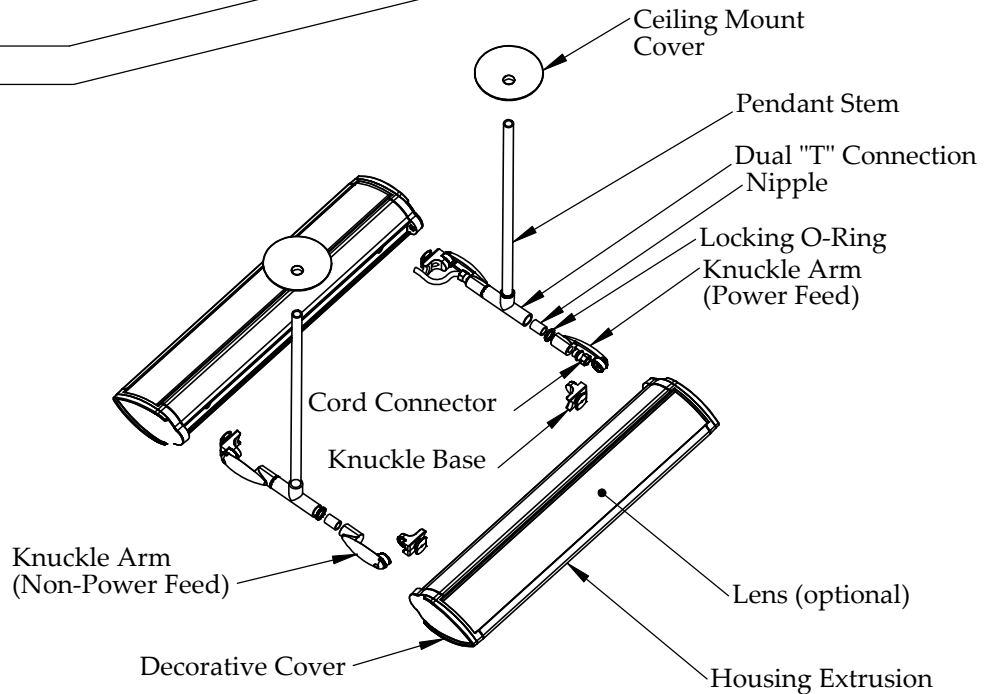 Ceiling Mount
Cover
Pendant Stem
Dual "T" Connection
Nipple
Locking O-Ring
Knuckle Arm
(Power Feed)
Cord Connector
Knuckle Base
Knuckle Arm
(Non-Power Feed)
Lens (optional)
Decorative Cover
Housing Extrusion